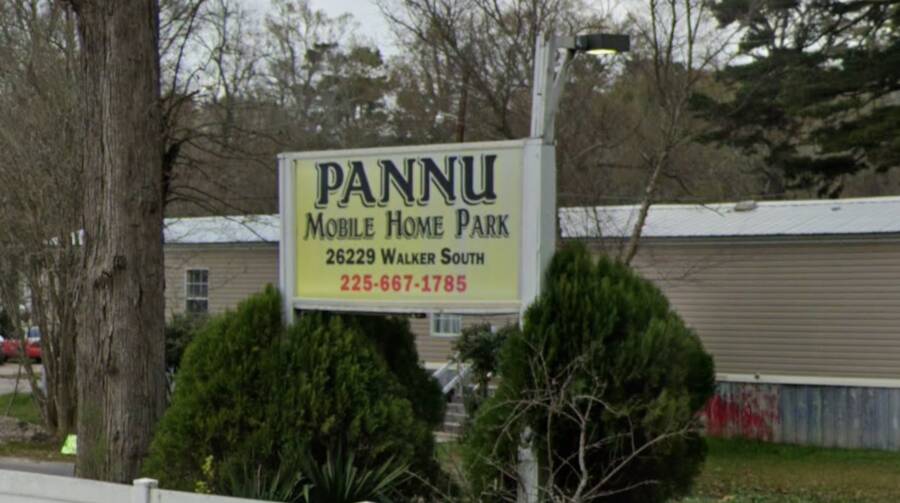 PANNU
MOBILE HOME PARK
26229 WALKER SOUTH
225-667-1785